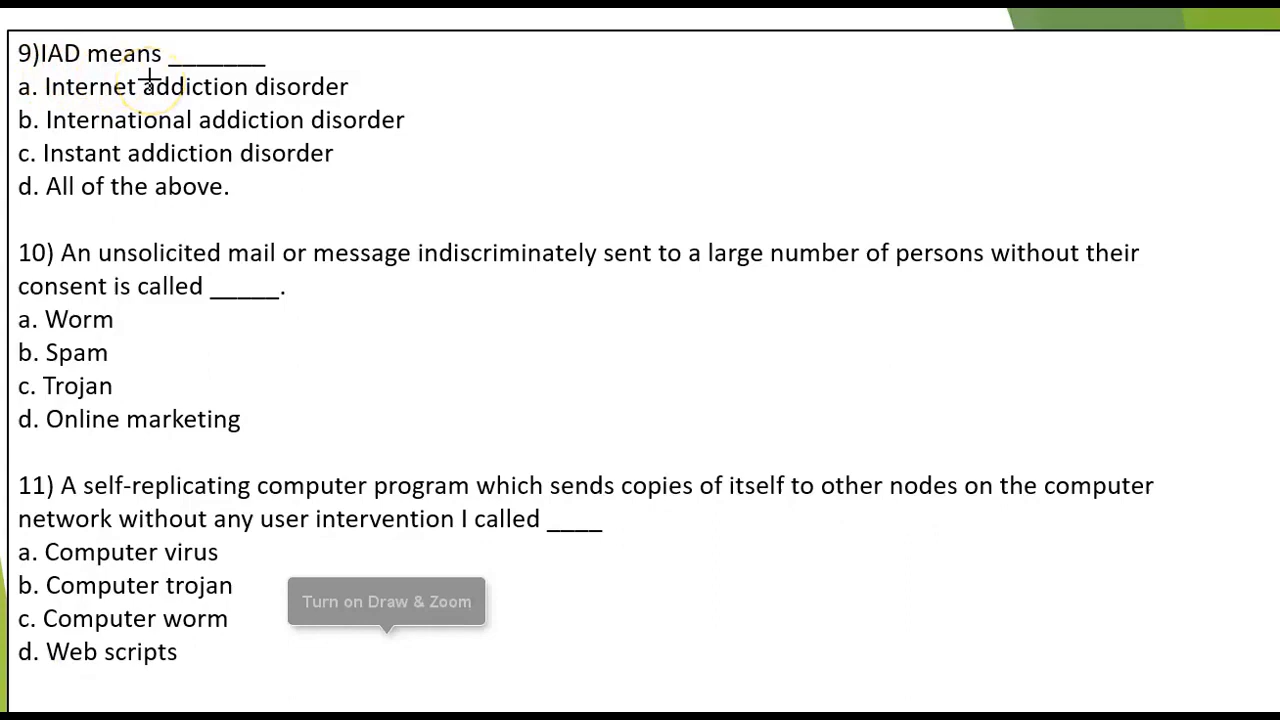 9)IAD means _______
a. Internet addiction disorder
b. International addiction disorder
c. Instant addiction disorder
d. All of the above.
10) An unsolicited mail or message indiscriminately sent to a large number of persons without their
consent is called _____.
a. Worm
b. Spam
c. Trojan
d. Online marketing
11) A self-replicating computer program which sends copies of itself to other nodes on the computer
network without any user intervention I called ____
a. Computer virus
b. Computer trojan
c. Computer worm
d. Web scripts
Turn on Draw & Zoom